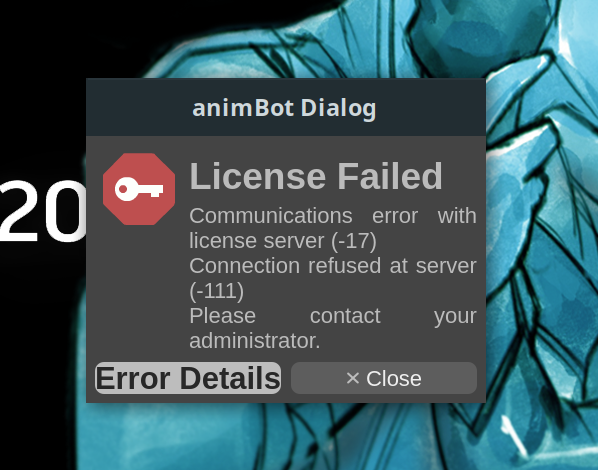 animBot Dialog
20
License Failed
Communications error with
license server (-17)
Connection refused at server
(-111)
Please contact your
administrator.
Error Details
× Close